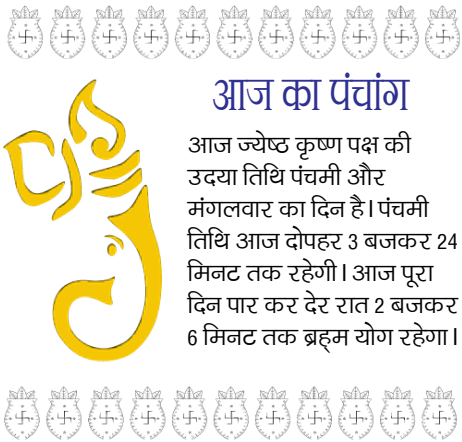 आज का पंचांग
आज ज्येष्ठ कृष्ण पक्ष की
उदया तिथि पंचमी और
मंगलवार का दिन है। पंचमी
तिथि आज दोपहर 3 बजकर 24
मिनट तक रहेगी। आज पूरा
दिन पार कर देर रात 2 बजकर
6 मिनट तक ब्रह्म योग रहेगा।